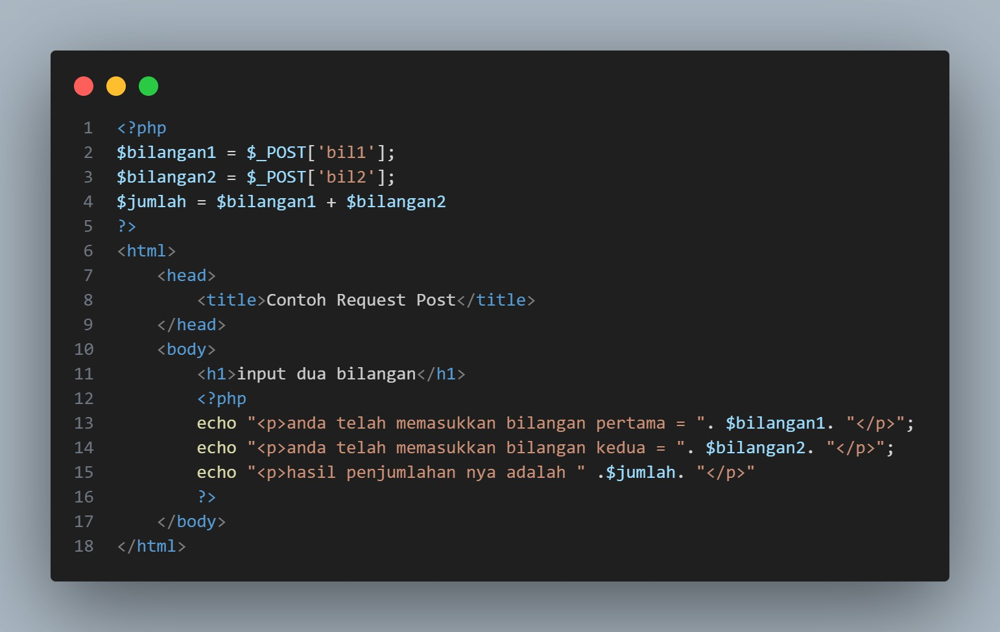 1 <?php
2 $bilangan1 = $_POST['bil1'];
3 $bilangan2 = $_POST['bil2'];
4 $jumlah = $bilangan1 + $bilangan2
5 ?>
6 <html>
7     <head>
8         <title>Contoh Request Post</title>
9     </head>
10     <body>
11         <h1>input dua bilangan</h1>
12         <?php
13         echo "<p>anda telah memasukkan bilangan pertama = ". $bilangan1. "</p>";
14         echo "<p>anda telah memasukkan bilangan kedua = ". $bilangan2. "</p>";
15         echo "<p>hasil penjumlahan nya adalah " .$jumlah. "</p>"
16         ?>
17     </body>
18 </html>